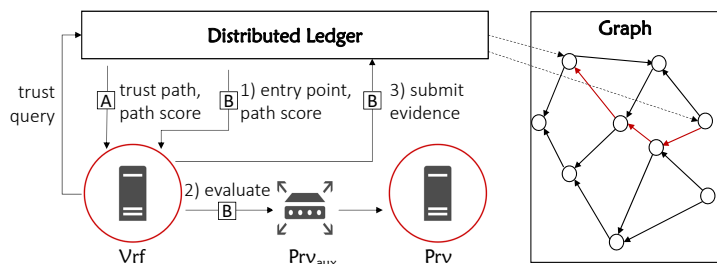 Distributed Ledger
Graph
trust
query
A
trust path,
path score
B
1) entry point,
path score
B
3) submit
evidence
2) evaluate
B
Vrf
Prvaux
Prv